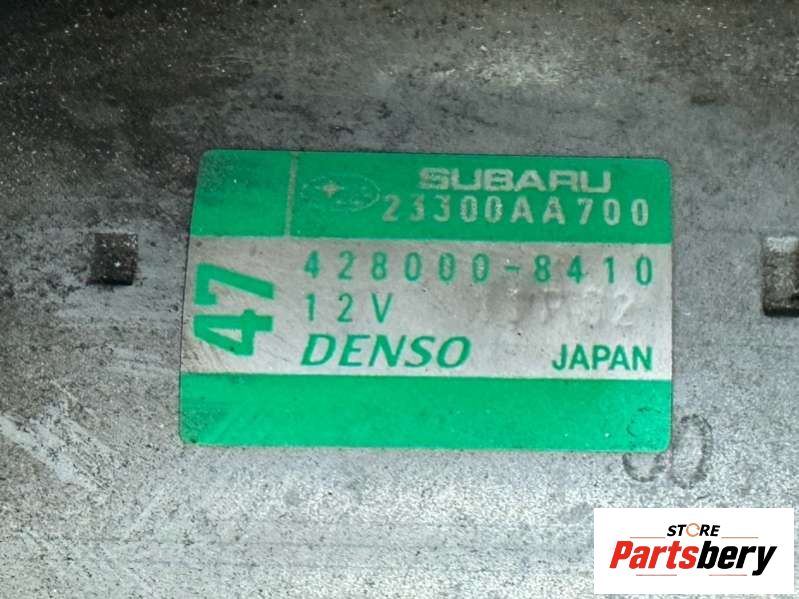 SUBARU
23300AA700
47
428000-8410
12V
DENSO JAPAN
STORE
Partsbery